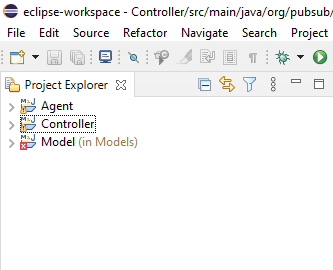 eclipse-workspace - Controller/src/main/java/org/pubsub/
File Edit Source Refactor Navigate Search Project
Project Explorer
Agent
Controller
Model (in Models)